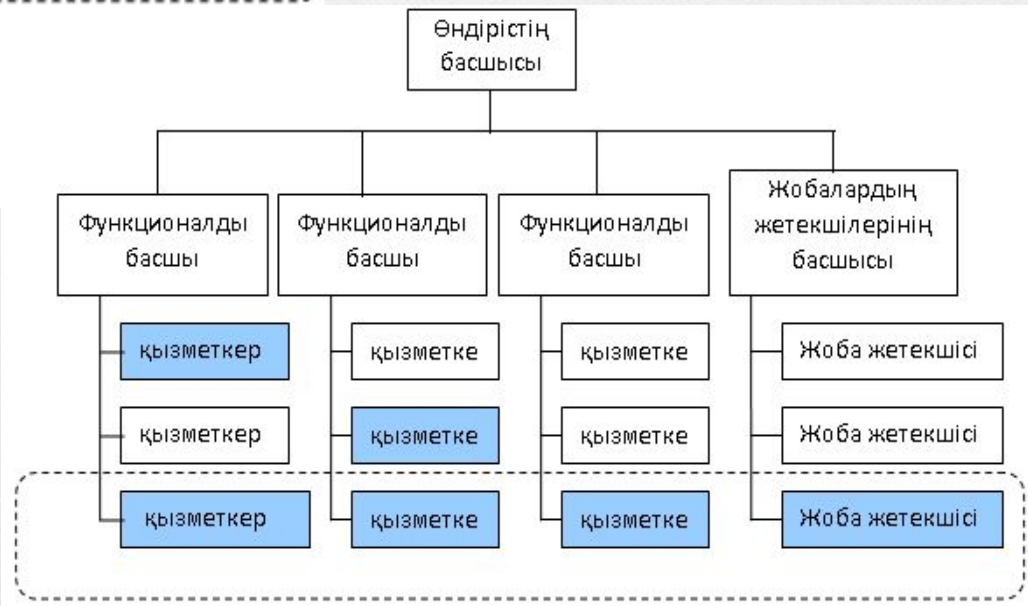 Өндірістің
басшысы
Функционалды
басшы
Функционалды
басшы
Функционалды
басшы
Жобалардың
жетекшілерінің
басшысы
қызметкер
қызметке
қызметке
Жоба жетекшісі
қызметкер
қызметке
қызметке
Жоба жетекшісі
қызметкер
қызметке
қызметке
Жоба жетекшісі